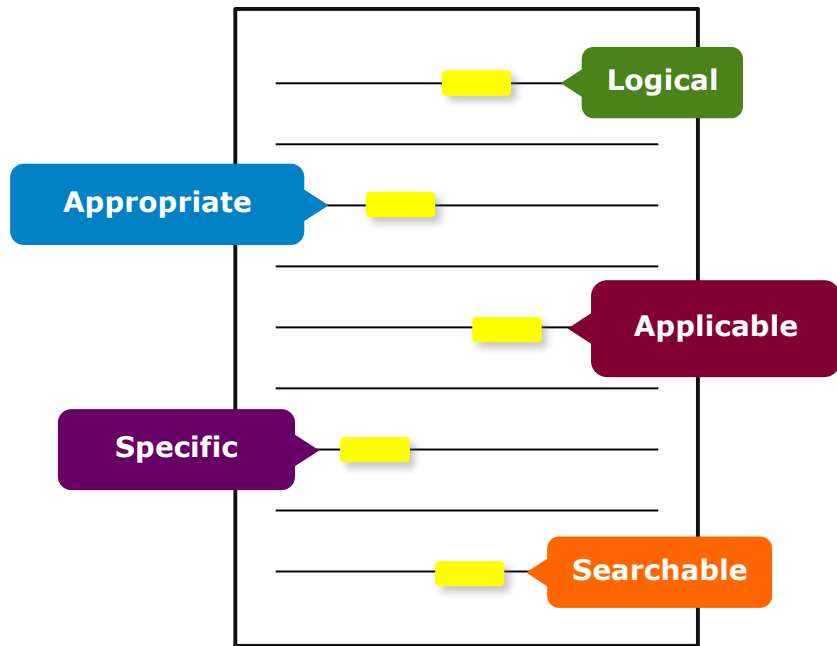 Logical
Appropriate
Applicable
Specific
Searchable